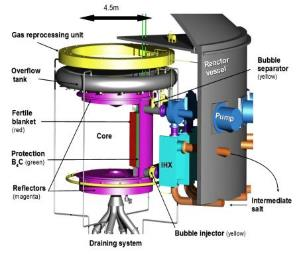 4.5m
Gas reprocessing unit
Reactor
vessel
Bubble
separator
(yellow)
Overflow
tank
Fertile
blanket
(red)
Pump
Core
Protection
B₄C (green)
IHX
Reflectors
(magenta)
Intermediate
salt
Draining system
Bubble injector (yellow)